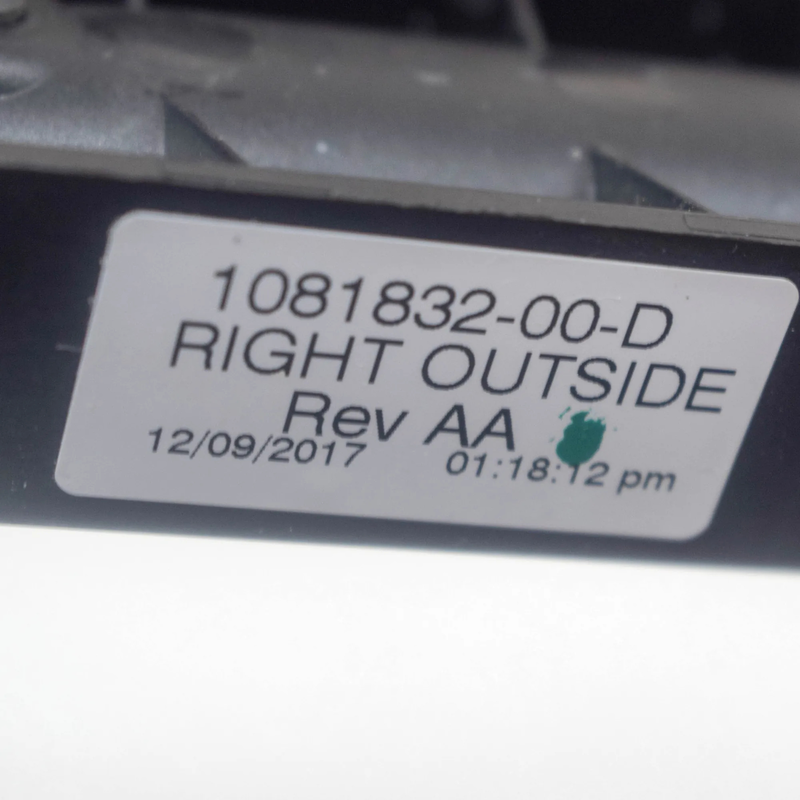 1081832-00-D
RIGHT OUTSIDE
Rev AA
12/09/2017 01:18:12 pm